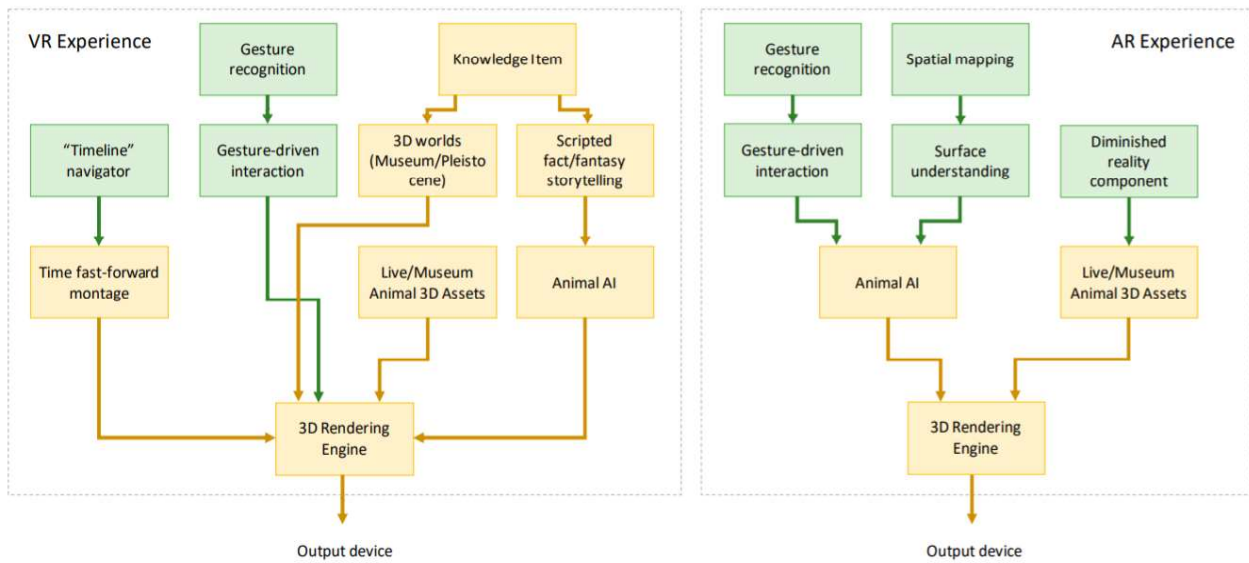 VR Experience
Gesture
recognition
Knowledge Item
“Timeline”
navigator
Gesture-driven
interaction
3D worlds
(Museum/Pleisto
cene)
Scripted
fact/fantasy
storytelling
Time fast-forward
montage
Live/Museum
Animal 3D Assets
Animal AI
3D Rendering
Engine
Output device
AR Experience
Gesture
recognition
Spatial mapping
Gesture-driven
interaction
Surface
understanding
Diminished
reality
component
Animal AI
Live/Museum
Animal 3D Assets
3D Rendering
Engine
Output device